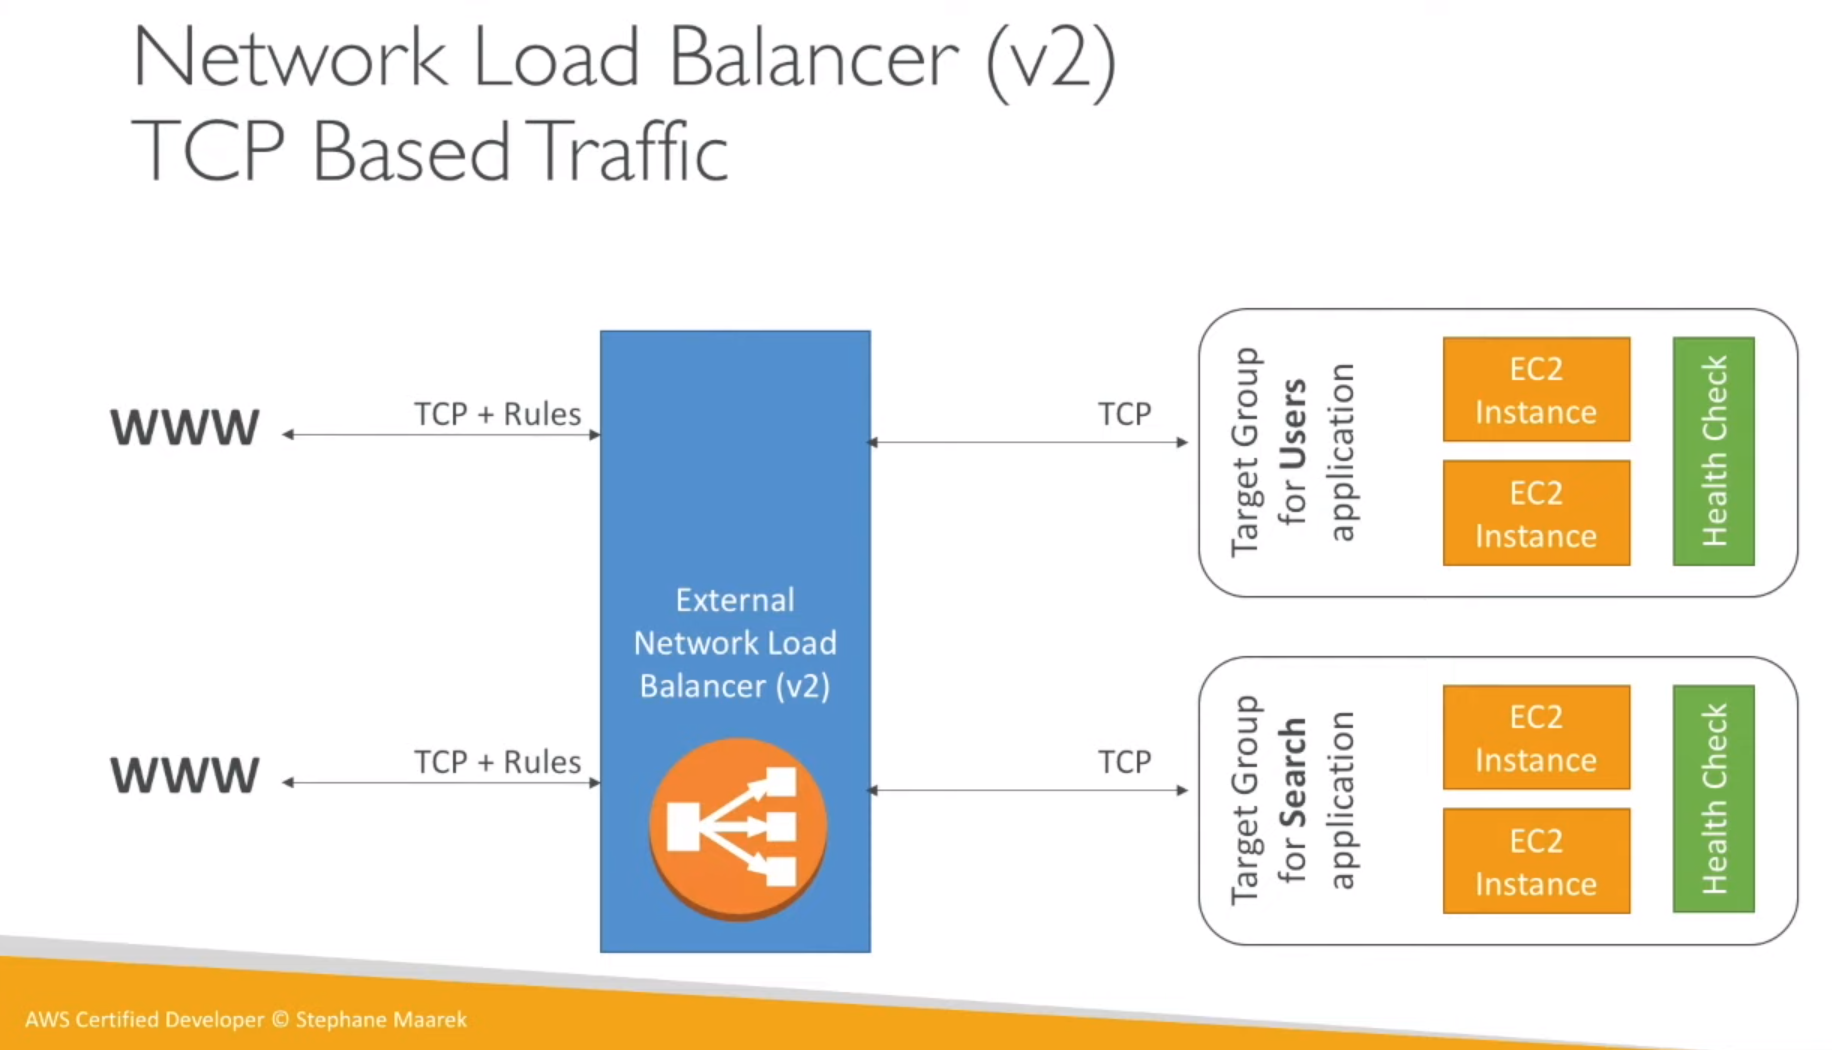 Network Load Balancer (v2)
TCP Based Traffic
WWW
TCP + Rules
External
Network Load
Balancer (v2)
TCP
Target Group
for Users
application
EC2
Instance
EC2
Instance
Health Check
WWW
TCP + Rules
TCP
Target Group
for Search
application
EC2
Instance
EC2
Instance
Health Check
AWS Certified Developer © Stephane Maarek